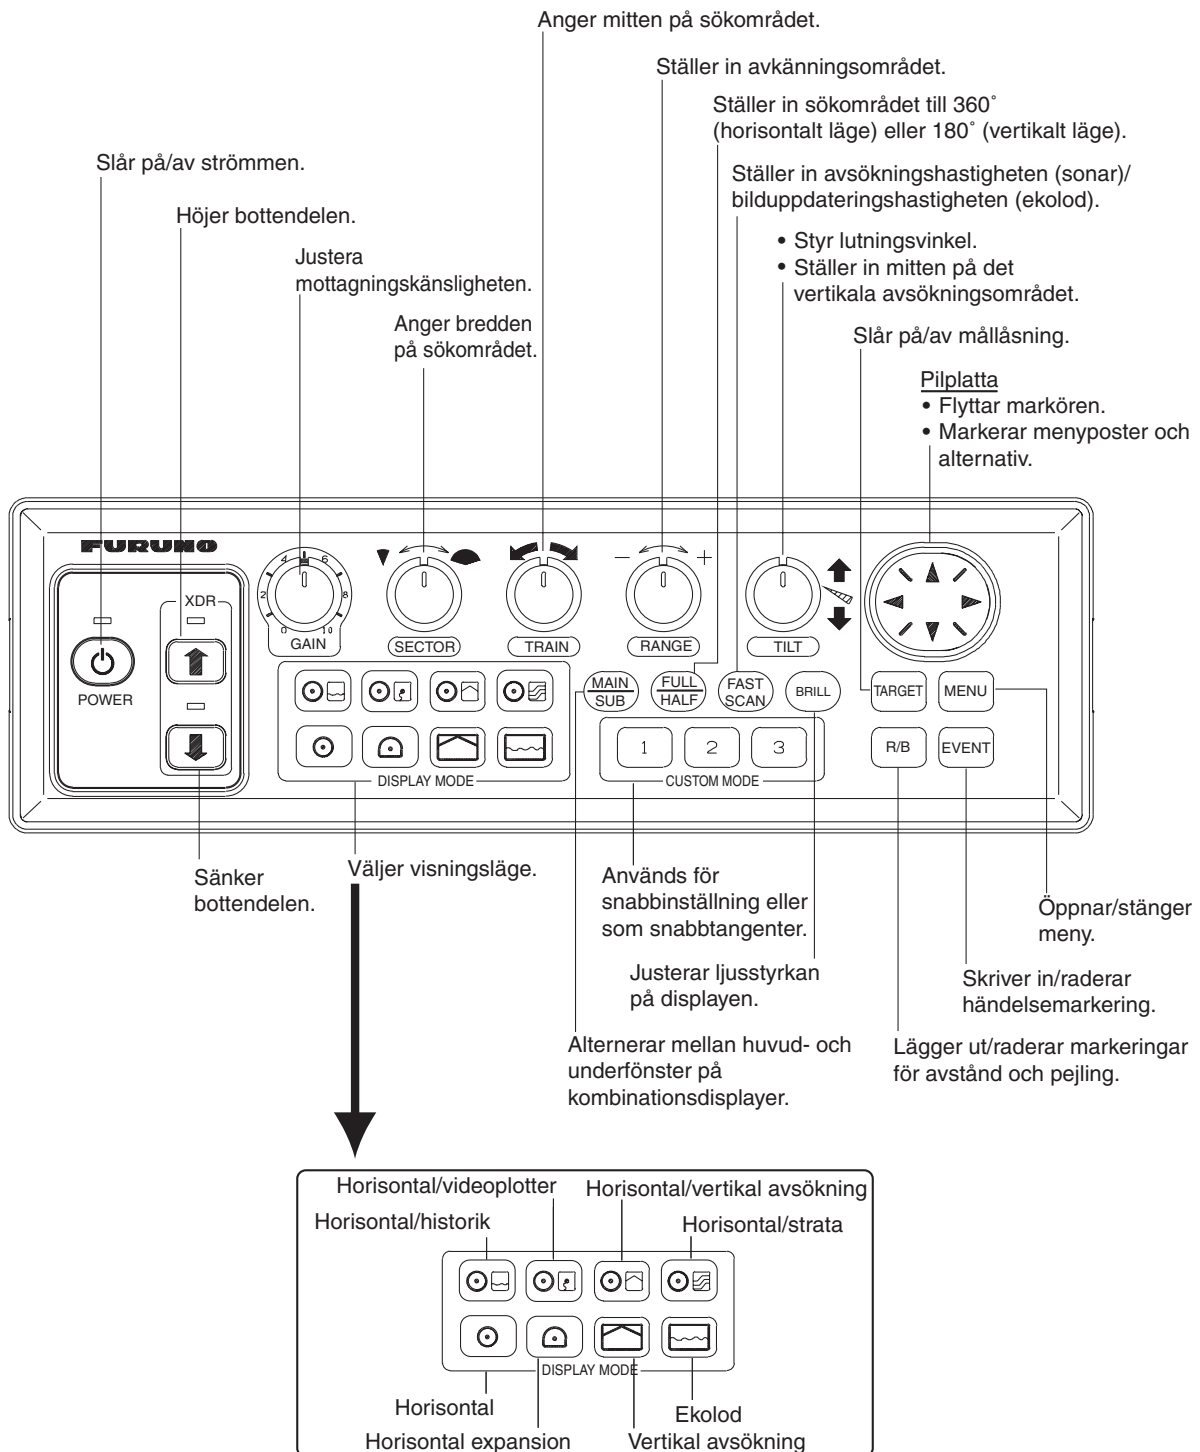 Anger mitten på sökområdet.
Ställer in avkänningsområdet.
Ställer in sökområdet till 360˚
(horisontalt läge) eller 180˚ (vertikalt läge).
Slår på/av strömmen.
Ställer in avsökningshastigheten (sonar)/
bilduppdateringshastigheten (ekolod).
Höjer bottendelen.
• Styr lutningsvinkel.
• Ställer in mitten på det
vertikala avsökningsområdet.
Justera
mottagningskänsligheten.
Anger bredden
på sökområdet.
Slår på/av mållåsning.
Pilplatta
• Flyttar markören.
• Markerar menyposter och
alternativ.
FURUNO
XDR
POWER
0 2 4 6 8 10
GAIN
SECTOR
TRAIN
− +
RANGE
TILT
MAIN
SUB
FULL
HALF
FAST
SCAN
BRILL
TARGET
MENU
1 2 3
R/B
EVENT
DISPLAY MODE
CUSTOM MODE
Sänker
bottendelen.
Väljer visningsläge.
Används för
snabbinställning eller
som snabbtangenter.
Öppnar/stänger
meny.
Justerar ljusstyrkan
på displayen.
Skriver in/raderar
händelsemarkering.
Alternerar mellan huvud- och
underfönster på
kombinationsdisplayer.
Lägger ut/raderar markeringar
för avstånd och pejling.
Horisontal/videoplotter
Horisontal/vertikal avsökning
Horisontal/historik
Horisontal/strata
DISPLAY MODE
Horisontal
Ekolod
Horisontal expansion
Vertikal avsökning